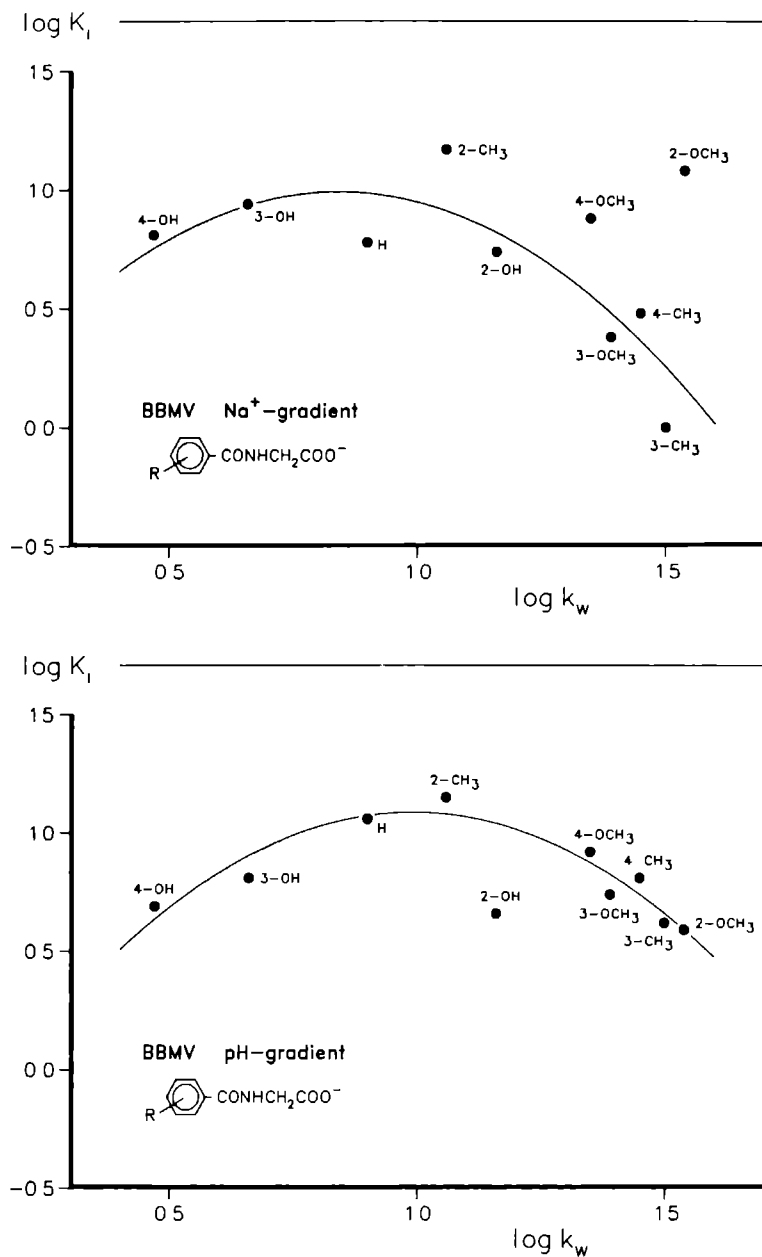 log Kᵢ
15
2-CH₃
2-OCH₃
10
4-OH
3-OH
4-OCH₃
H
2-OH
05
4-CH₃
3-OCH₃
BBMV Na⁺-gradient
00
3-CH₃
R
CONHCH₂COO⁻
-05
05
10
15
log k_w
log Kᵢ
15
2-CH₃
10
H
4-OCH₃
4 CH₃
4-OH
3-OH
2-OH
3-OCH₃
2-OCH₃
3-CH₃
05
00
BBMV pH-gradient
R
CONHCH₂COO⁻
-05
05
10
15
log k_w